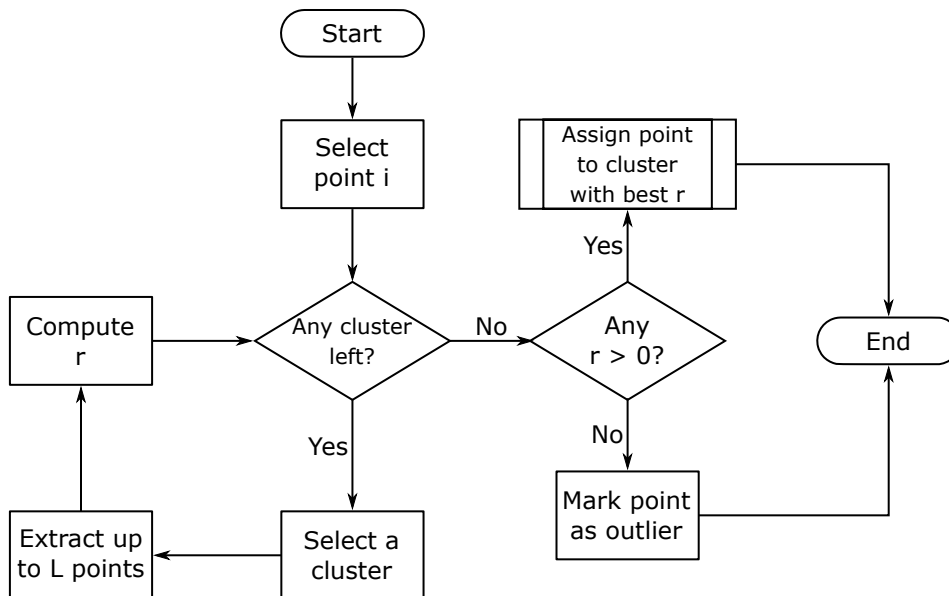 Start
Select
point i
Any cluster
left?
Yes
No
Select a
cluster
Extract up
to L points
Compute
r
Any
r > 0?
Yes
No
Assign point
to cluster
with best r
Mark point
as outlier
End